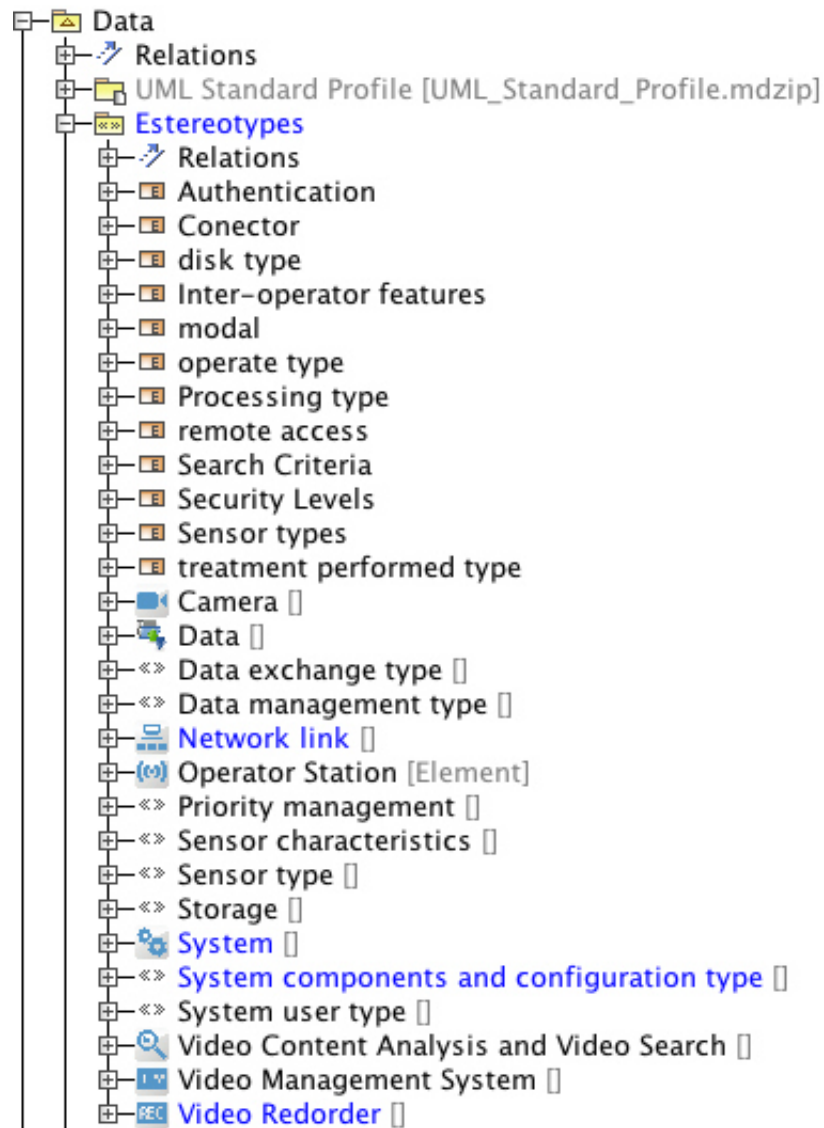 Data
Relations
UML Standard Profile [UML_Standard_Profile.mdzip]
Estereotypes
Relations
Authentication
Conector
disk type
Inter-operator features
modal
operate type
Processing type
remote access
Search Criteria
Security Levels
Sensor types
treatment performed type
Camera []
Data []
Data exchange type []
Data management type []
Network link []
Operator Station [Element]
Priority management []
Sensor characteristics []
Sensor type []
Storage []
System []
System components and configuration type []
System user type []
Video Content Analysis and Video Search []
Video Management System []
REC Video Redorder []